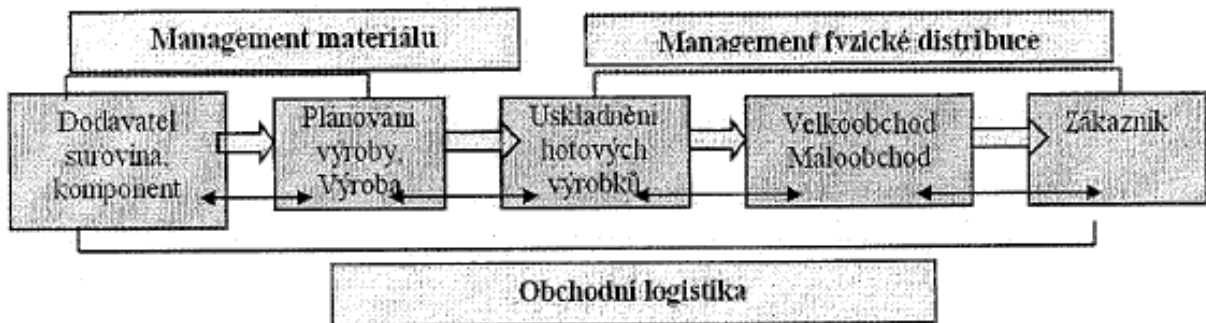 Management materiálu
Management fyzické distribuce
Dodavatel
surovina,
komponent
Plánování
výroby,
Výroba
Uskladnění
hotových
výrobků
Velkoobchod
Maloobchod
Zákazník
Obchodní logistika